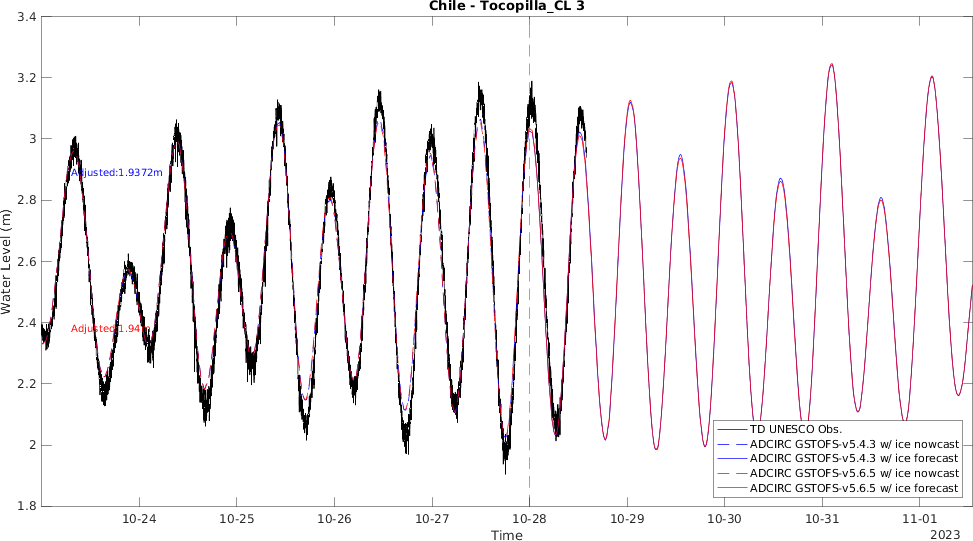 Chile - Tocopilla_CL 3
3.4
3.2
3
2.8
2.6
2.4
2.2
2
1.8
Water Level (m)
Adjusted:1.9372m
Adjusted:1.94
TD UNESCO Obs.
ADCIRC GSTOFS-v5.4.3 w/ ice nowcast
ADCIRC GSTOFS-v5.4.3 w/ ice forecast
ADCIRC GSTOFS-v5.6.5 w/ ice nowcast
ADCIRC GSTOFS-v5.6.5 w/ ice forecast
10-24 10-25 10-26 10-27 10-28 10-29 10-30 10-31 11-01
Time
2023